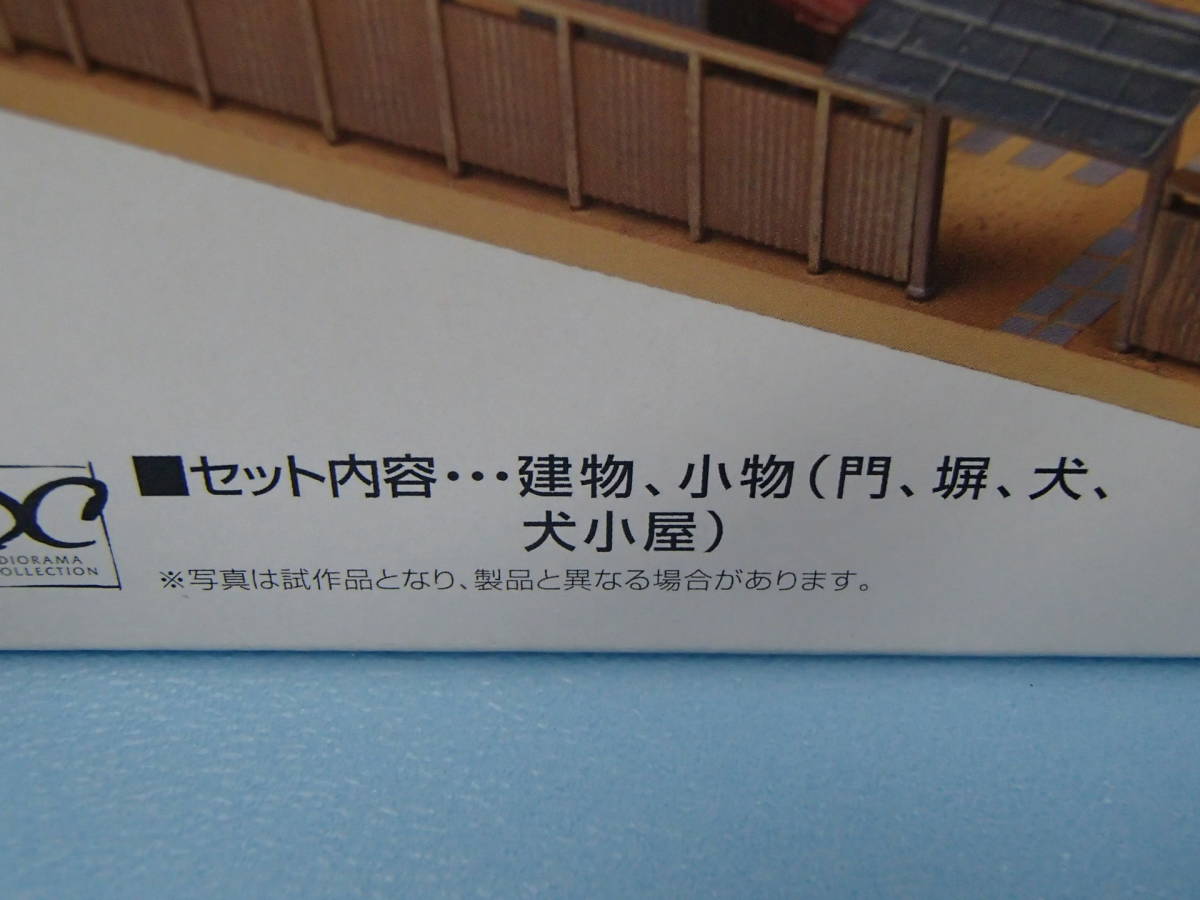 ■セット内容･･･建物、小物(門、塀、犬、
犬小屋)
※写真は試作品となり、製品と異なる場合があります。
DIORAMA
COLLECTION